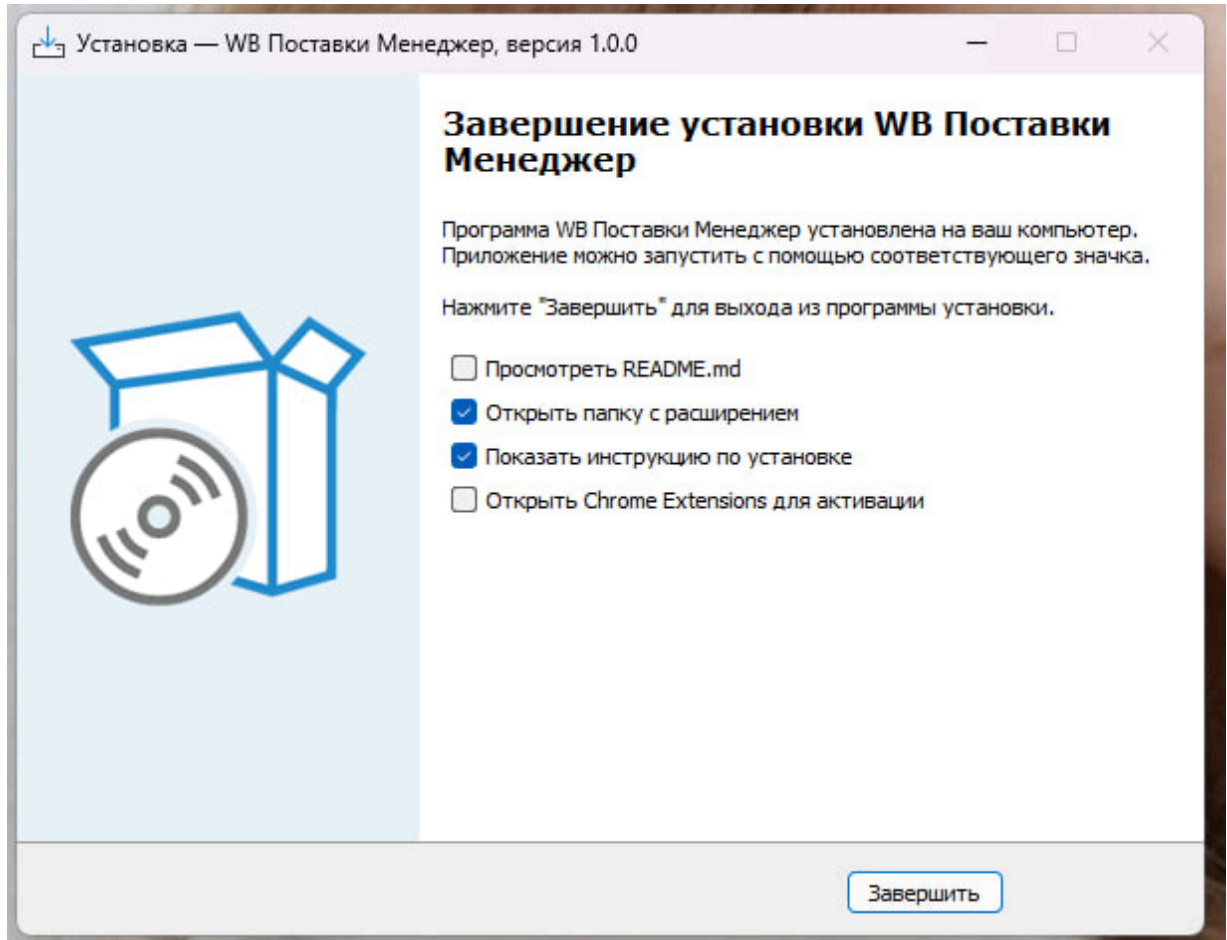 Установка — WB Поставки Менеджер, версия 1.0.0
Завершение установки WB Поставки
Менеджер
Программа WB Поставки Менеджер установлена на ваш компьютер.
Приложение можно запустить с помощью соответствующего значка.
Нажмите "Завершить" для выхода из программы установки.
Просмотреть README.md
Открыть папку с расширением
Показать инструкцию по установке
Открыть Chrome Extensions для активации
Завершить